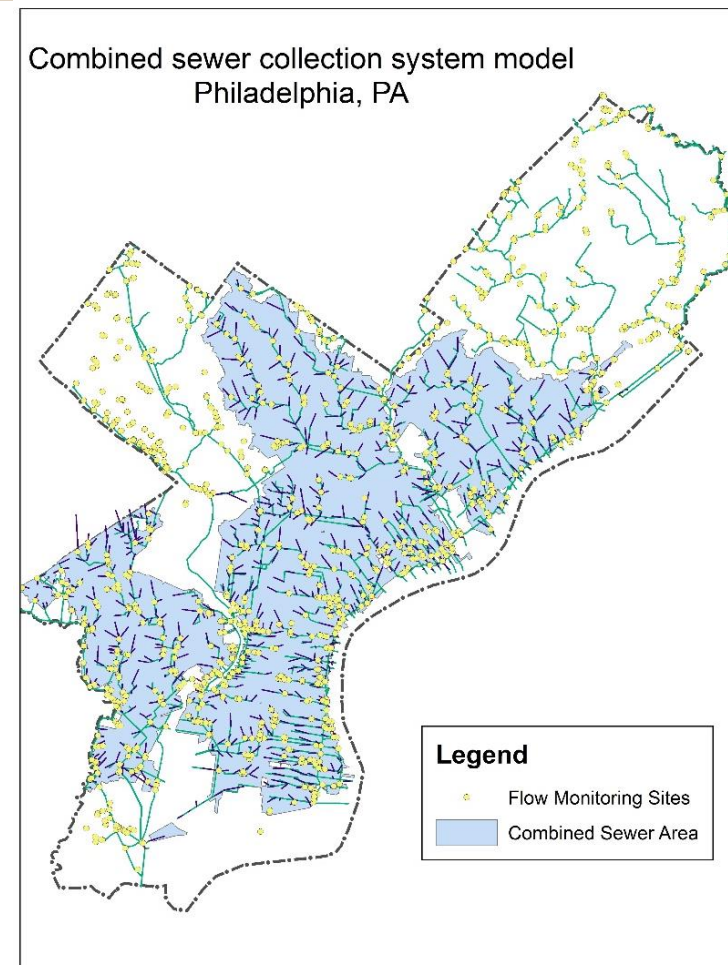 Combined sewer collection system model
Philadelphia, PA
Legend
Flow Monitoring Sites
Combined Sewer Area